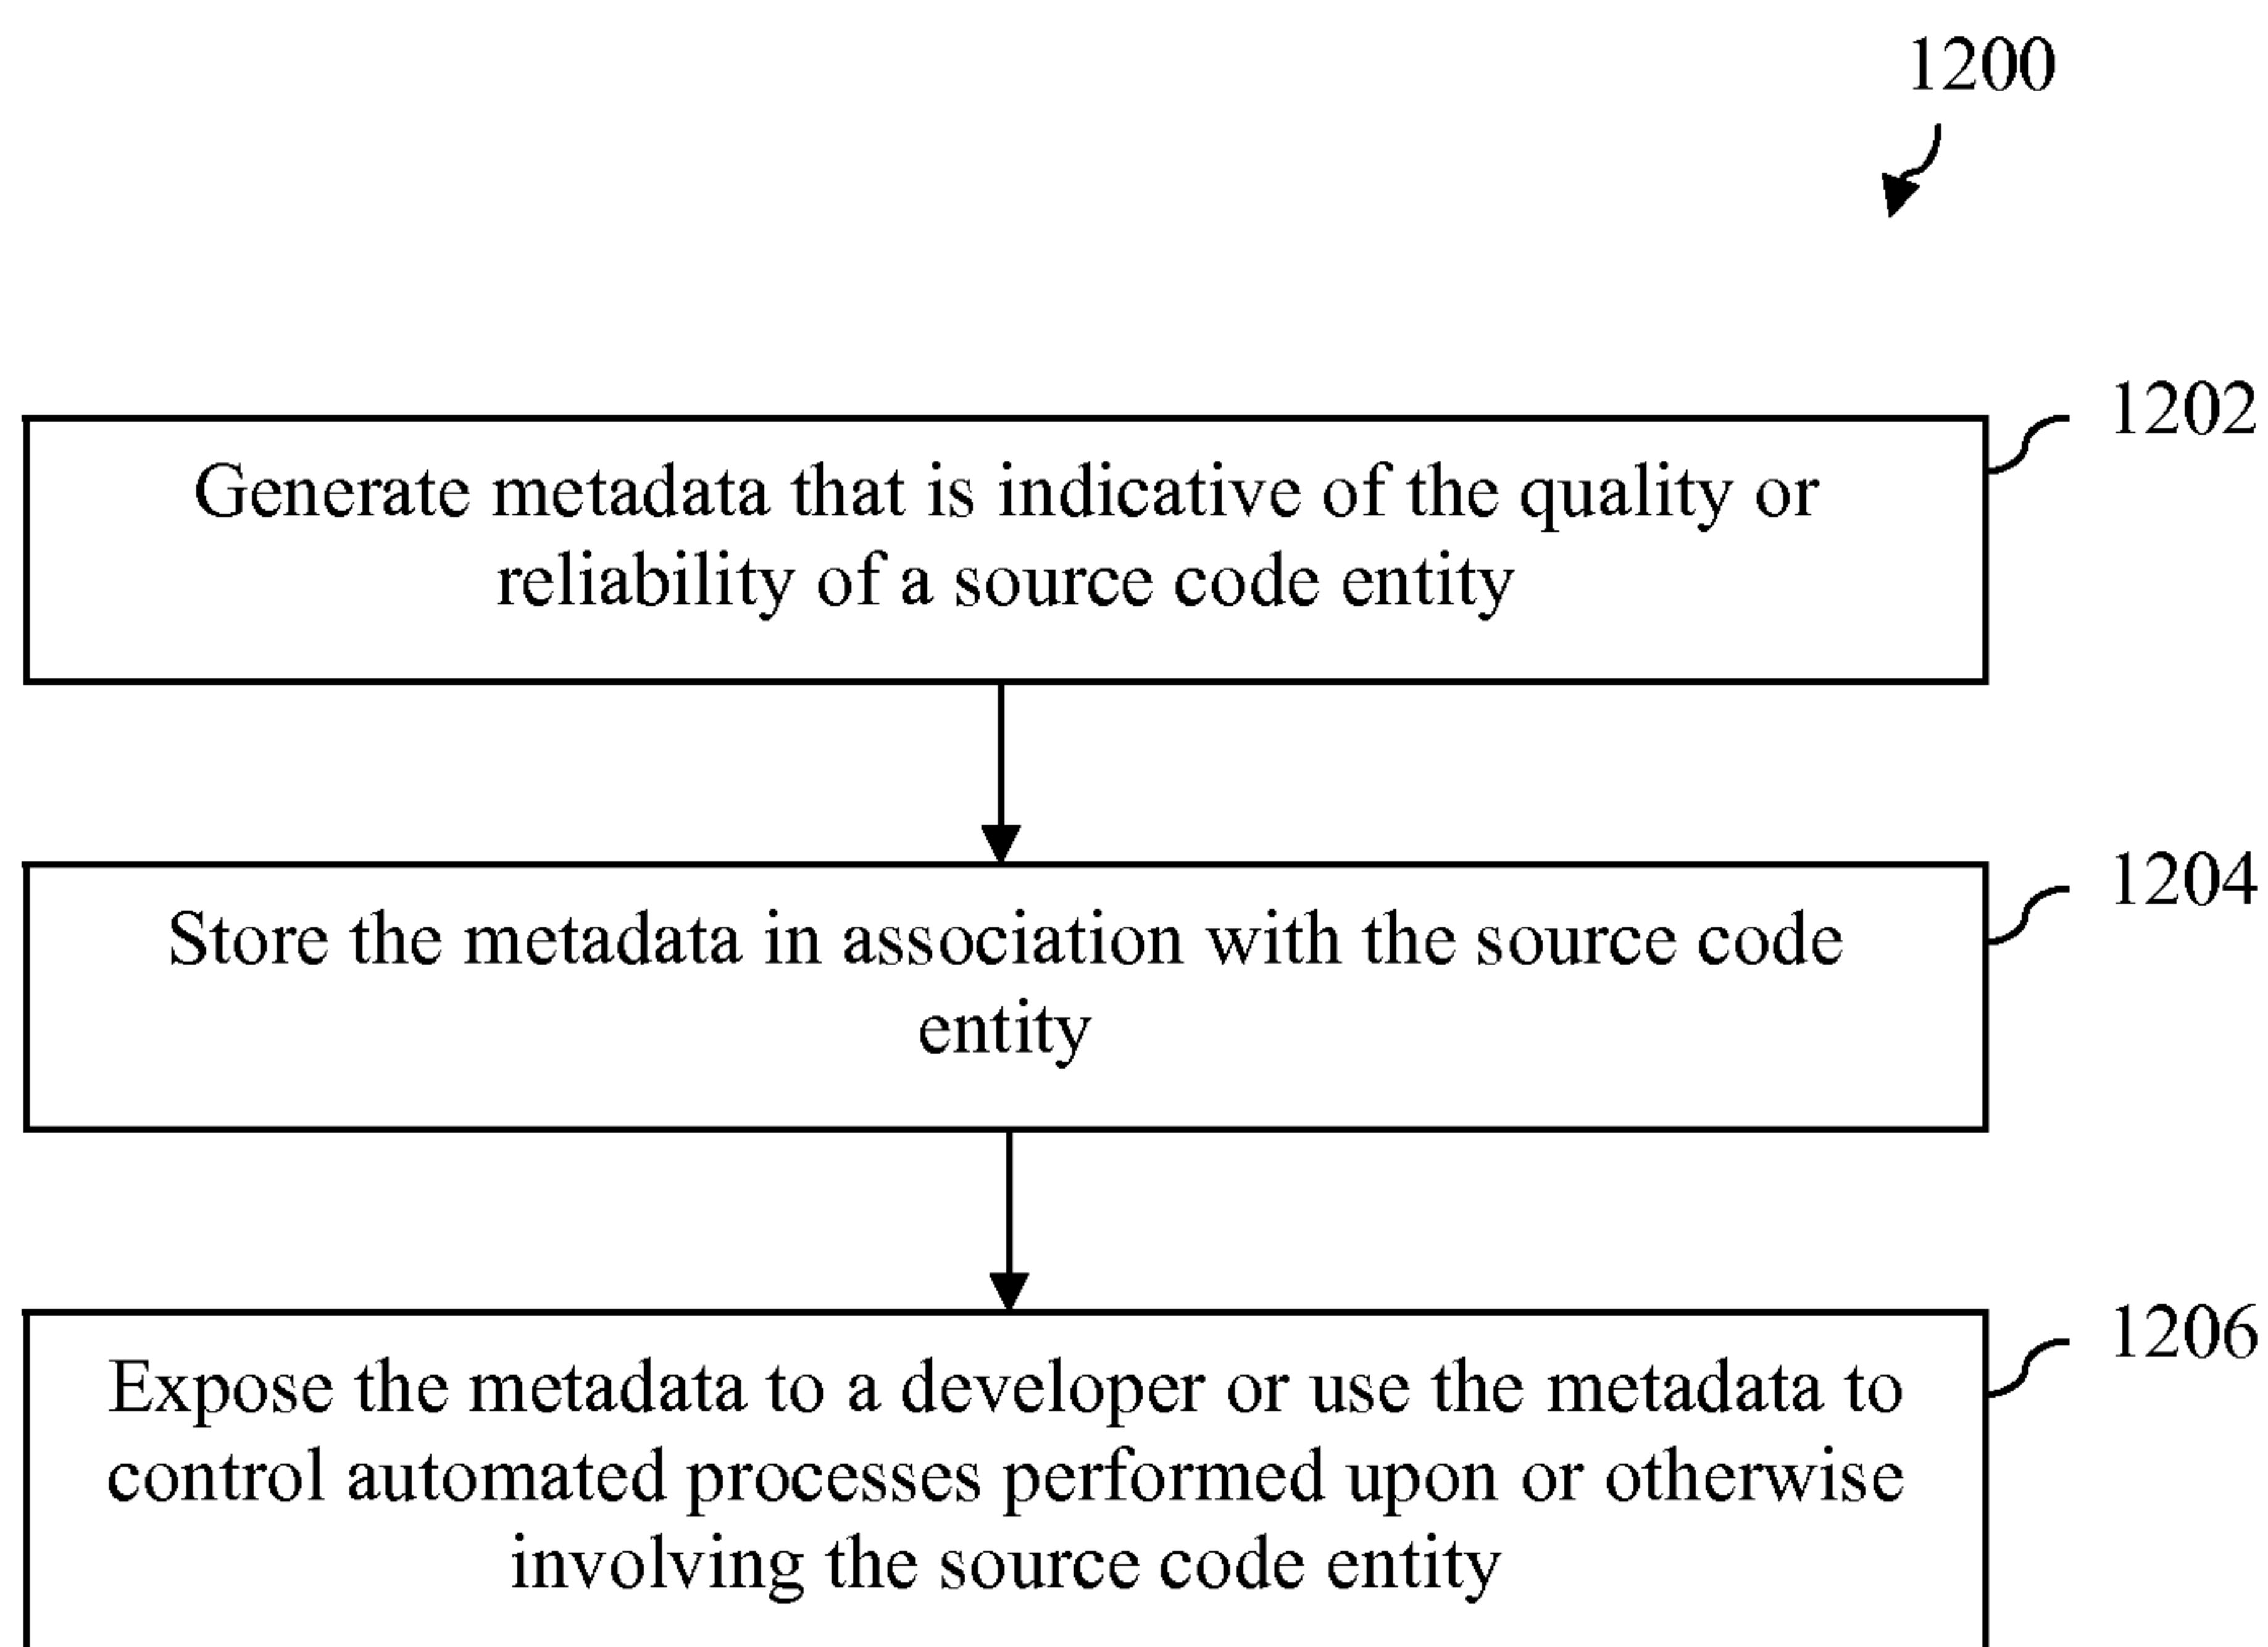 1200
1202
Generate metadata that is indicative of the quality or
reliability of a source code entity
1204
Store the metadata in association with the source code
entity
1206
Expose the metadata to a developer or use the metadata to
control automated processes performed upon or otherwise
involving the source code entity